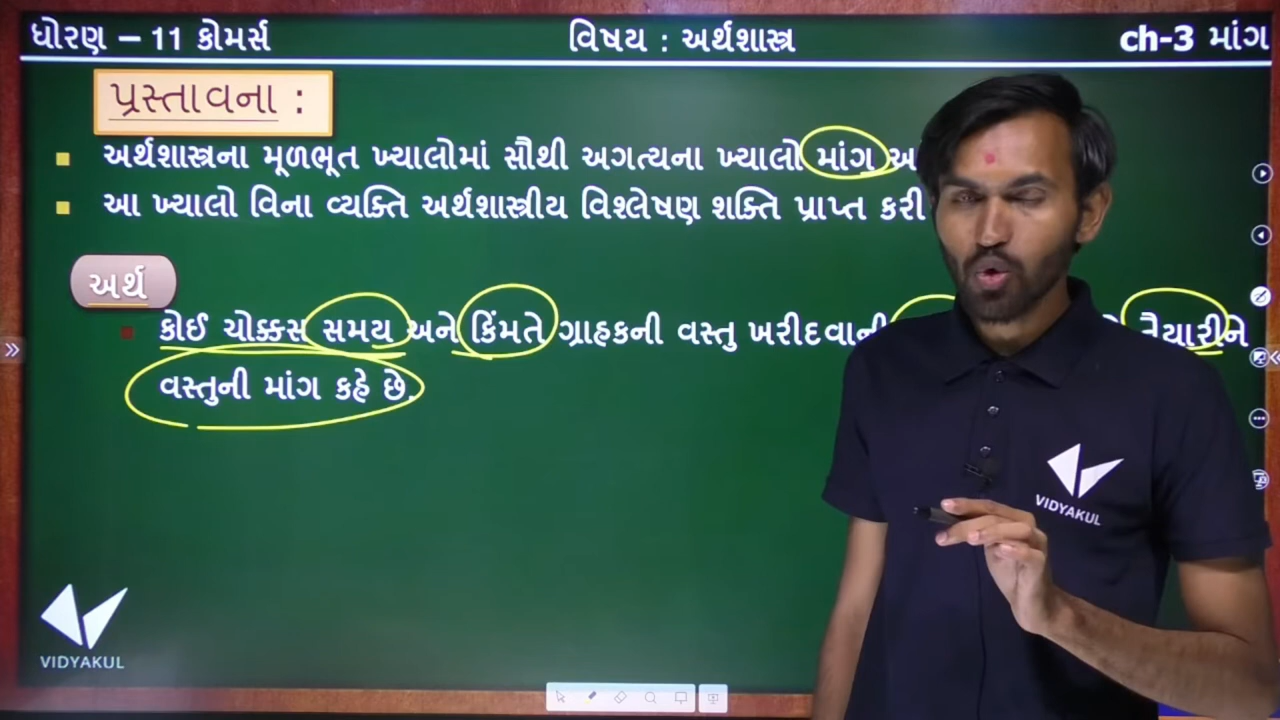 ધોરણ – 11 કોમર્સ
વિષય : અર્થશાસ્ત્ર
ch-3 માંગ
પ્રસ્તાવના :
અર્થશાસ્ત્રના મૂળભૂત ખ્યાલોમાં સૌથી અગત્યના ખ્યાલો માંગ
આ ખ્યાલો વિના વ્યક્તિ અર્થશાસ્ત્રીય વિશ્લેષણ શક્તિ પ્રાપ્ત કરી
અર્થ
કોઈ ચોક્કસ સમય અને કિંમતે ગ્રાહકની વસ્તુ ખરીદવાની તૈયારીને
વસ્તુની માંગ કહે છે.
VIDYAKUL
VIDYAKUL